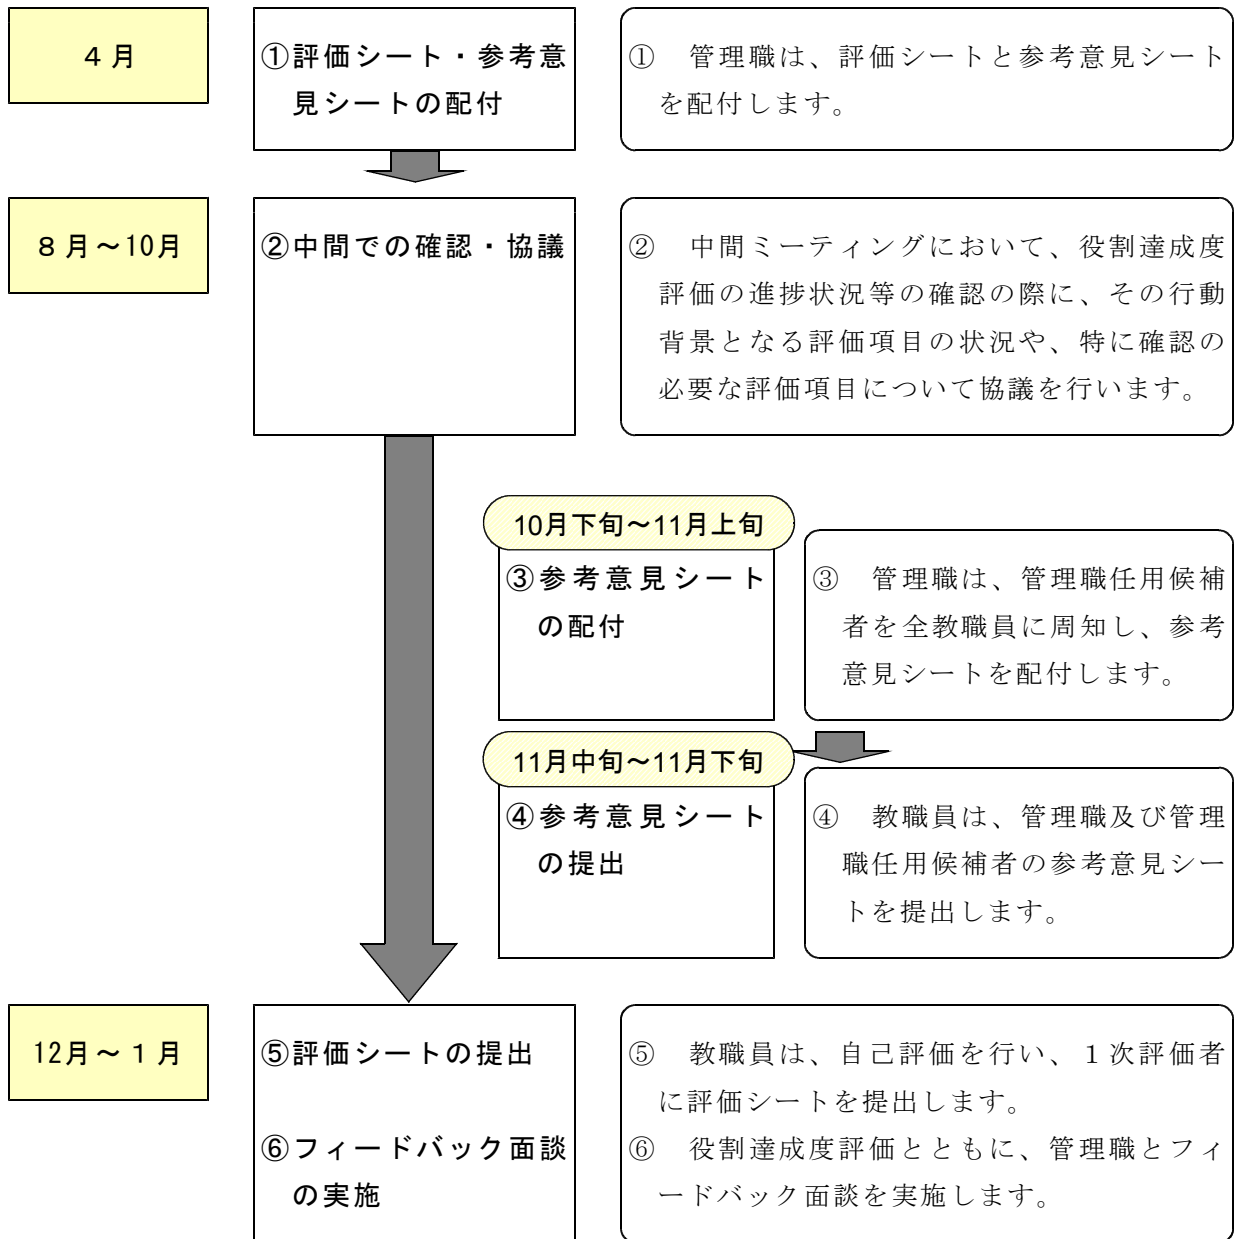 ４月
①評価シート・参考意
見シートの配付
①　管理職は、評価シートと参考意見シート
を配付します。
８月～10月
②中間での確認・協議
②　中間ミーティングにおいて、役割達成度
評価の進捗状況等の確認の際に、その行動
背景となる評価項目の状況や、特に確認の
必要な評価項目について協議を行います。
10月下旬～11月上旬
③参考意見シート
の配付
③　管理職は、管理職任用候補
者を全教職員に周知し、参考
意見シートを配付します。
11月中旬～11月下旬
④参考意見シート
の提出
④　教職員は、管理職及び管理
職任用候補者の参考意見シー
トを提出します。
12月～１月
⑤評価シートの提出
⑥フィードバック面談
の実施
⑤　教職員は、自己評価を行い、１次評価者
に評価シートを提出します。
⑥　役割達成度評価とともに、管理職とフィ
ードバック面談を実施します。